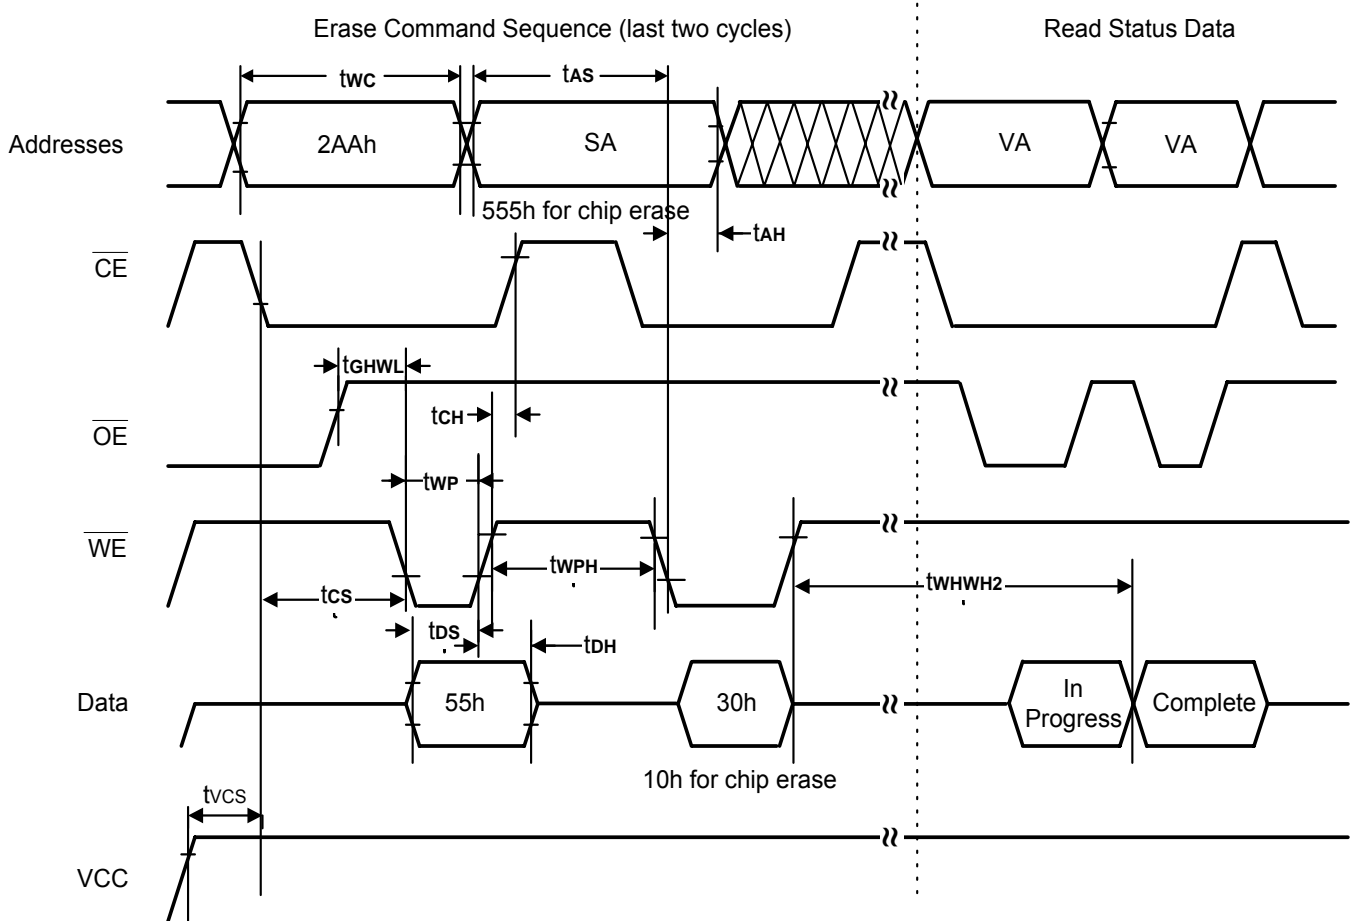 Erase Command Sequence (last two cycles)
Read Status Data
tWC
tAS
Addresses
2AAh
SA
VA
VA
555h for chip erase
tAH
CE
tGHWL
tCH
OE
tWP
WE
tWPH
tWHWH2
tCS
tDS
tDH
Data
55h
30h
In
Progress
Complete
10h for chip erase
tVCS
VCC